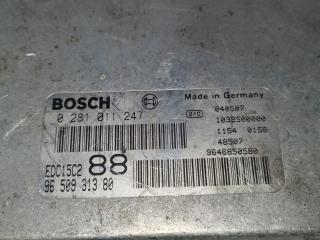 BOSCH
Made in Germany
0 281 011 247
040507
1039S00000
1154 0156
48507
9646850580
EDC15C2 88
96 509 313 80